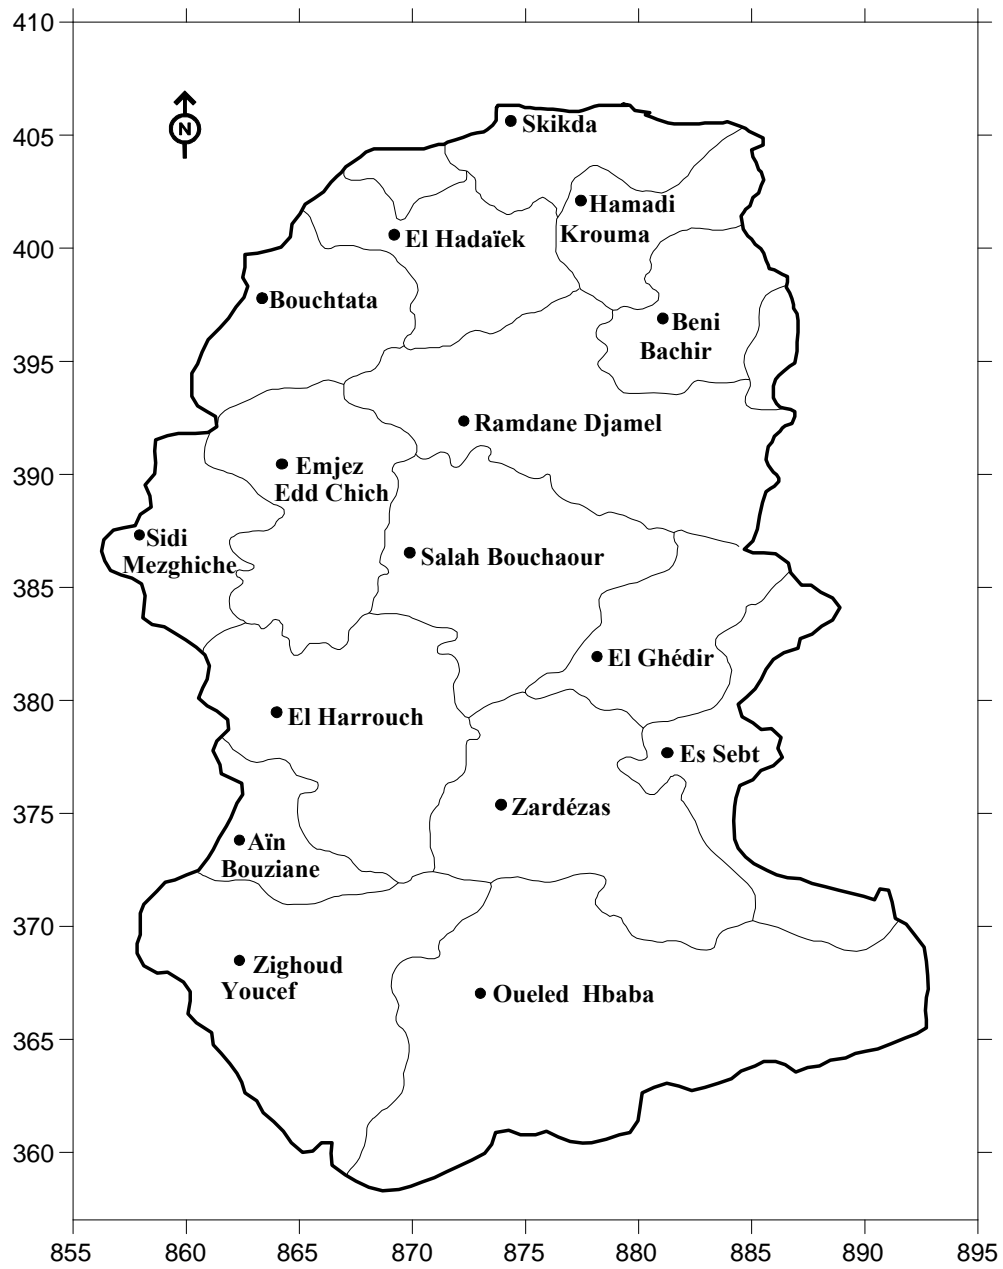 410
N
405
Skikda
Hamadi
Krouma
400
El Hadaïek
Bouchtata
Beni
Bachir
395
Ramdane Djamel
390
Emjez
Edd Chich
Sidi
Mezghiche
Salah Bouchaour
385
El Ghédir
380
El Harrouch
Es Sebt
375
Zardézas
Aïn
Bouziane
370
Zighoud
Youcef
Oueled Hbaba
365
360
855 860 865 870 875 880 885 890 895